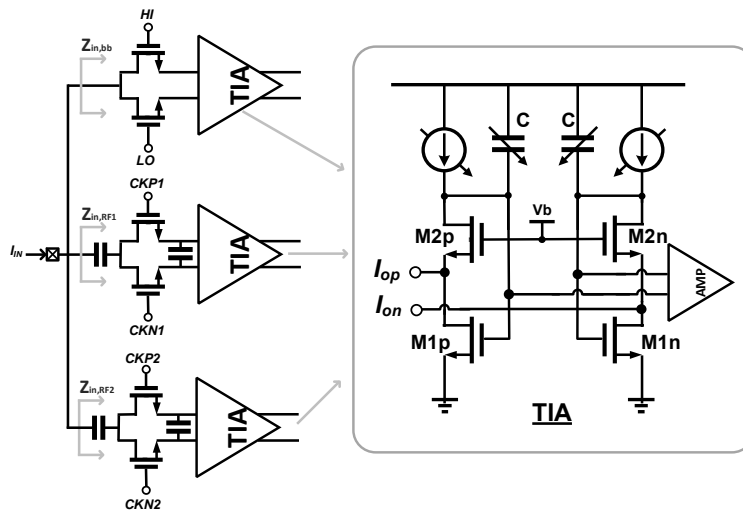 HI
Zin,bb
TIA
LO
CKP1
Zin,RF1
IIN
TIA
CKN1
CKP2
Zin,RF2
TIA
CKN2
C
C
Vb
M2p
M2n
Iop
Ion
AMP
M1p
M1n
TIA